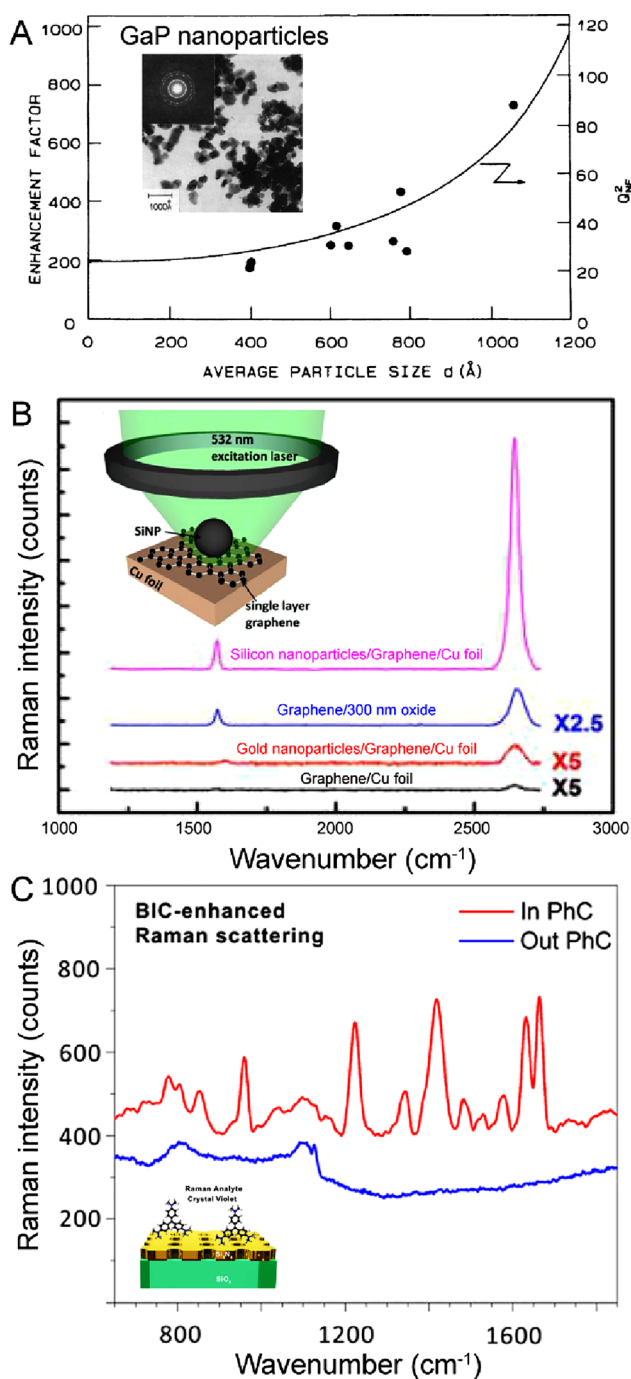 A
GaP nanoparticles
ENHANCEMENT FACTOR
1000
800
600
400
200
0
1000Å
120
100
80
60
40
20
0
Q²NF
0 200 400 600 800 1000 1200
AVERAGE PARTICLE SIZE d (Å)
B
532 nm
excitation laser
SiNP
Cu foil
single layer
graphene
Raman intensity (counts)
Silicon nanoparticles/Graphene/Cu foil
Graphene/300 nm oxide
X2.5
Gold nanoparticles/Graphene/Cu foil
X5
Graphene/Cu foil
X5
1000 1500 2000 2500 3000
Wavenumber (cm-1)
C
BIC-enhanced
Raman scattering
In PhC
Out PhC
Raman intensity (counts)
1000
800
600
400
200
Raman Analyte
Crystal Violet
800 1200 1600
Wavenumber (cm-1)